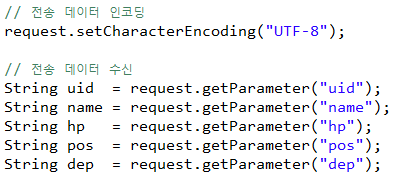 // 전송 데이터 인코딩
request.setCharacterEncoding("UTF-8");
// 전송 데이터 수신
String uid  = request.getParameter("uid");
String name = request.getParameter("name");
String hp   = request.getParameter("hp");
String pos  = request.getParameter("pos");
String dep  = request.getParameter("dep");